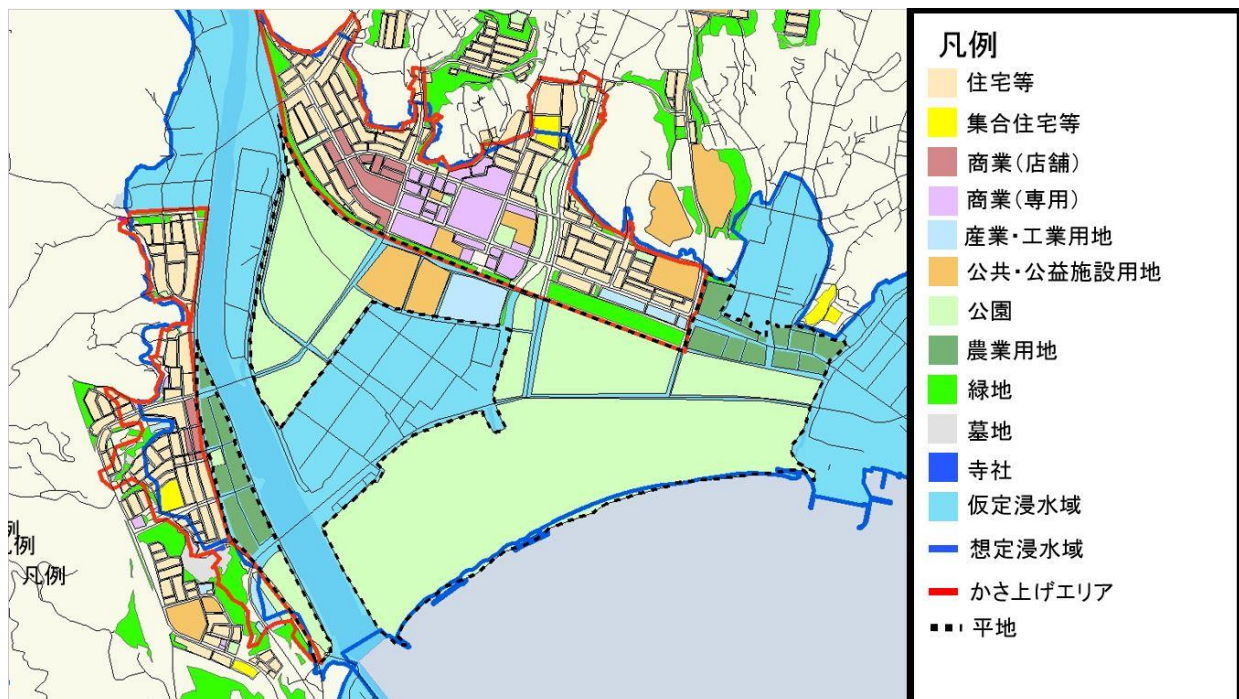 凡例
住宅等
集合住宅等
商業(店舗)
商業(専用)
産業・工業用地
公共・公益施設用地
公園
農業用地
緑地
墓地
寺社
仮定浸水域
想定浸水域
かさ上げエリア
平地
例
凡例
凡例